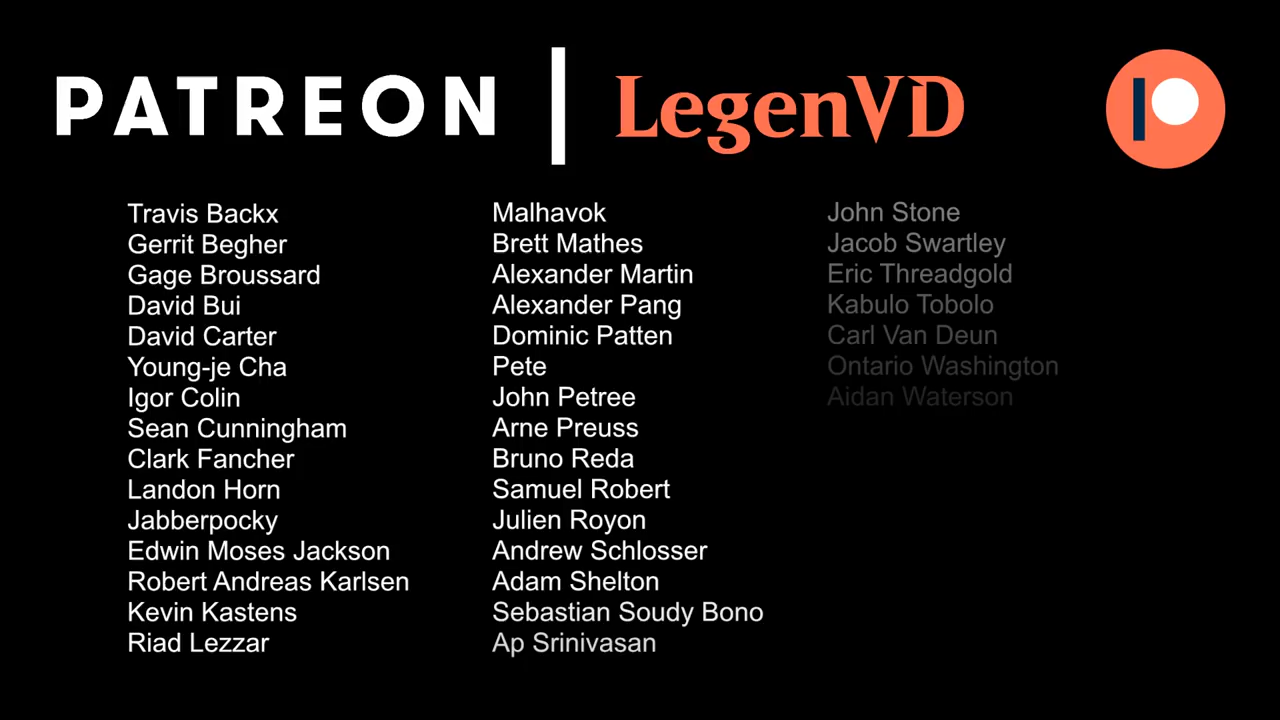 PATREON | LegenVD
Travis Backx
Gerrit Begher
Gage Broussard
David Bui
David Carter
Young-je Cha
Igor Colin
Sean Cunningham
Clark Fancher
Landon Horn
Jabberpocky
Edwin Moses Jackson
Robert Andreas Karlsen
Kevin Kastens
Riad Lezzar
Malhavok
Brett Mathes
Alexander Martin
Alexander Pang
Dominic Patten
Pete
John Petree
Arne Preuss
Bruno Reda
Samuel Robert
Julien Royon
Andrew Schlosser
Adam Shelton
Sebastian Soudy Bono
Ap Srinivasan
John Stone
Jacob Swartley
Eric Threadgold
Kabulo Tobolo
Carl Van Deun
Ontario Washington
Aidan Waterson